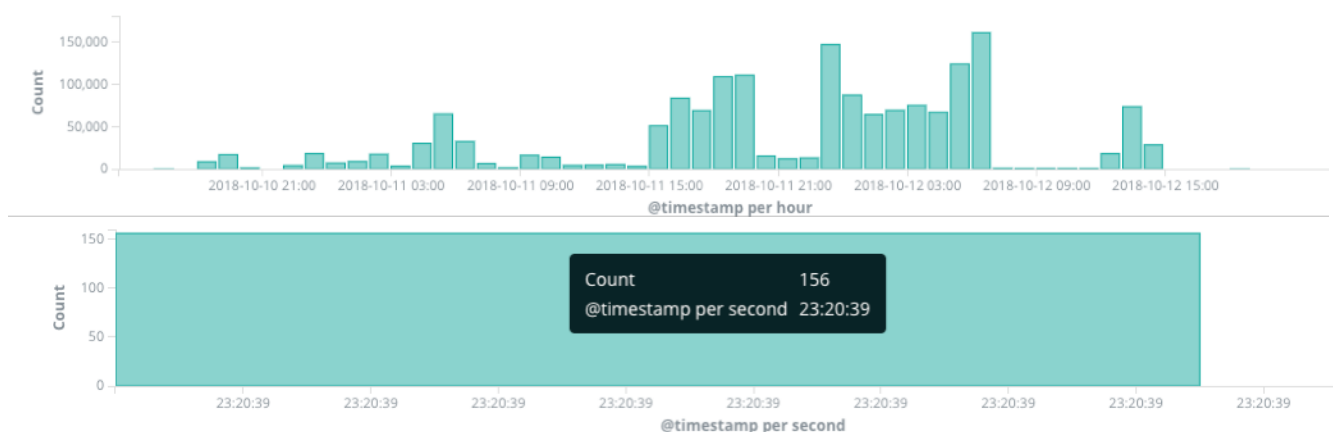 150,000
100,000
50,000
0
Count
2018-10-10 21:00 2018-10-11 03:00 2018-10-11 09:00 2018-10-11 15:00 2018-10-11 21:00 2018-10-12 03:00 2018-10-12 09:00 2018-10-12 15:00
@timestamp per hour
150
100
50
0
Count
Count 156
@timestamp per second 23:20:39
23:20:39 23:20:39 23:20:39 23:20:39 23:20:39 23:20:39 23:20:39 23:20:39 23:20:39
@timestamp per second